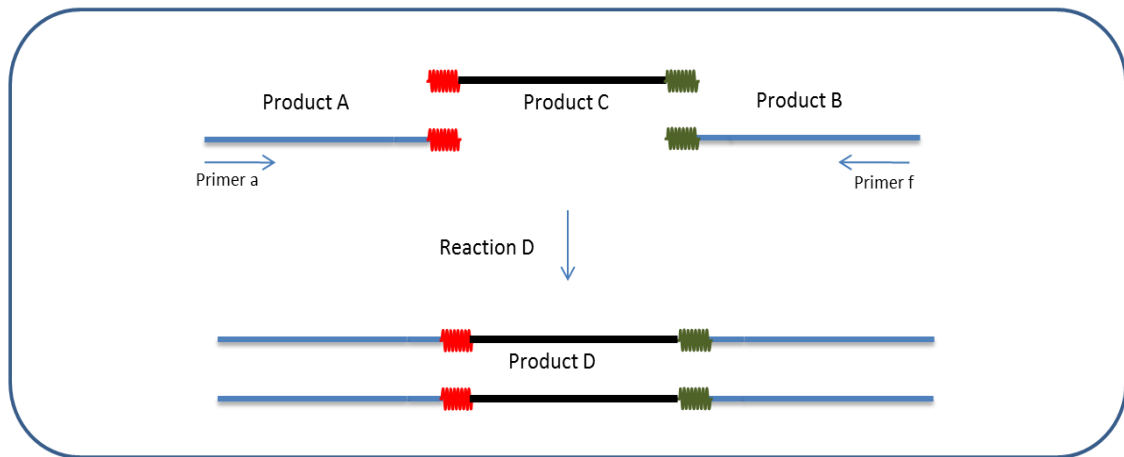 Product A
Product C
Product B
Primer a
Primer f
Reaction D
Product D